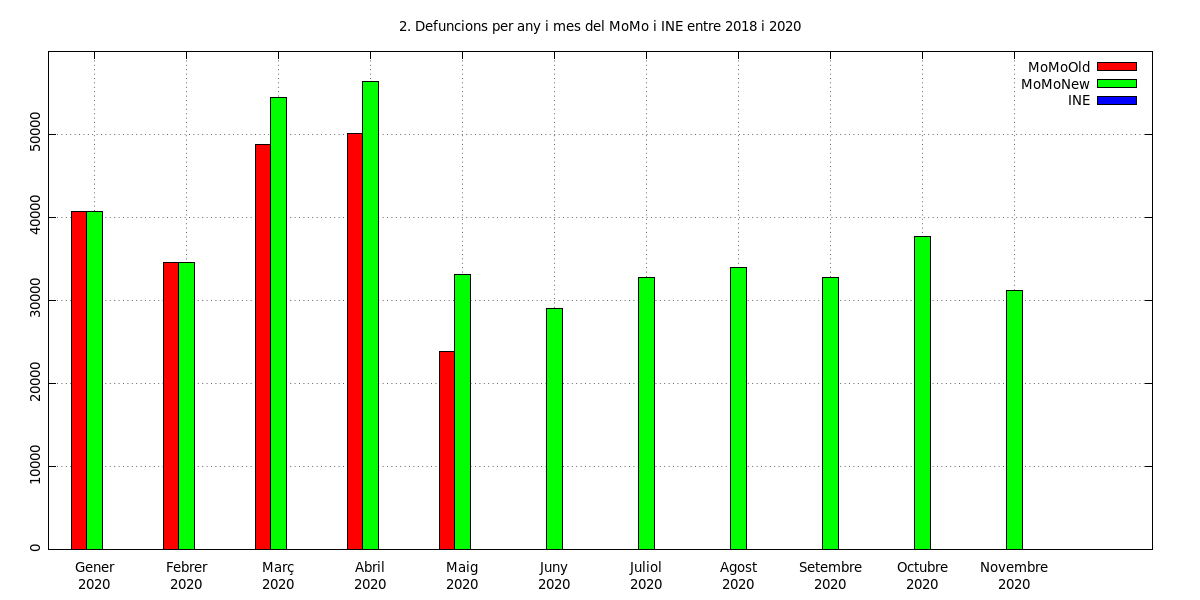 2. Defuncions per any i mes del MoMo i INE entre 2018 i 2020
MoMoOld
MoMoNew
INE
50000
40000
30000
20000
10000
0
Gener 2020
Febrer 2020
Març 2020
Abril 2020
Maig 2020
Juny 2020
Juliol 2020
Agost 2020
Setembre 2020
Octubre 2020
Novembre 2020